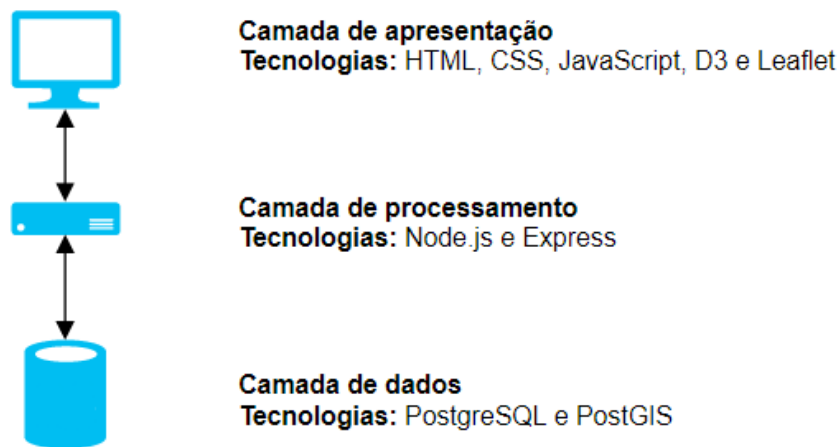 Camada de apresentação
Tecnologias: HTML, CSS, JavaScript, D3 e Leaflet
Camada de processamento
Tecnologias: Node.js e Express
Camada de dados
Tecnologias: PostgreSQL e PostGIS